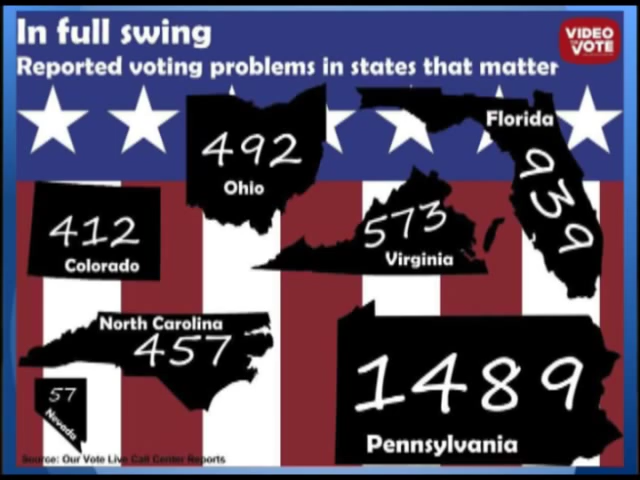 In full swing
Reported voting problems in states that matter
VIDEO
THE
VOTE
Florida
939
492
Ohio
573
Virginia
412
Colorado
North Carolina
457
57
Nevada
1489
Pennsylvania
Source: Our Vote Live Call Center Reports